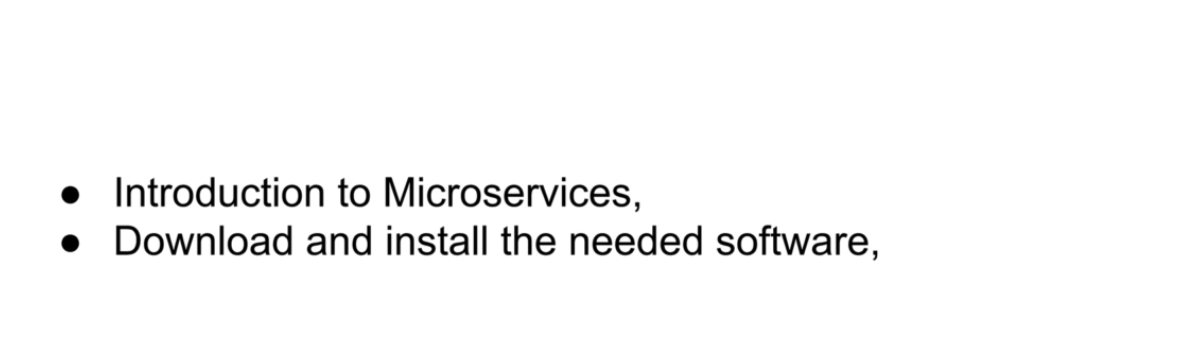 ● Introduction to Microservices,
● Download and install the needed software,